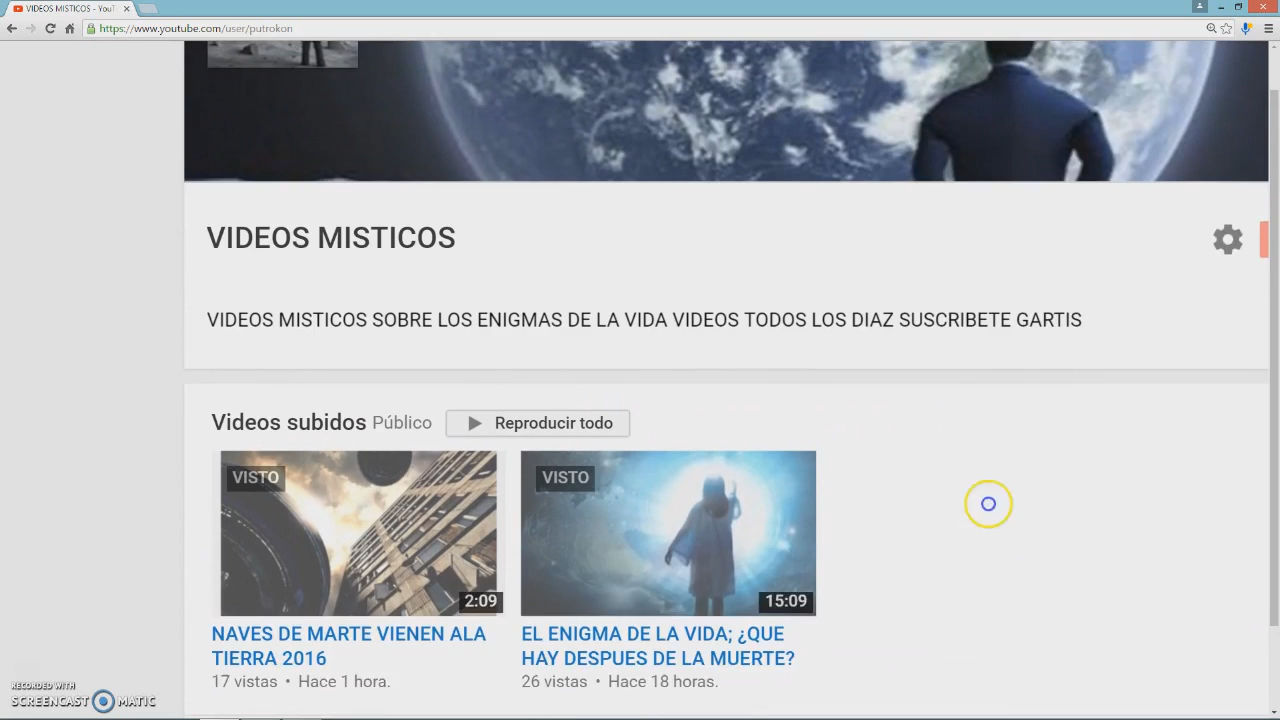 VIDEOS MISTICOS - YouT
https://www.youtube.com/user/putrokon
VIDEOS MISTICOS
VIDEOS MISTICOS SOBRE LOS ENIGMAS DE LA VIDA VIDEOS TODOS LOS DIAZ SUSCRIBETE GARTIS
Videos subidos Público Reproducir todo
VISTO
2:09
VISTO
15:09
NAVES DE MARTE VIENEN ALA
TIERRA 2016
17 vistas • Hace 1 hora.
EL ENIGMA DE LA VIDA; ¿QUE
HAY DESPUES DE LA MUERTE?
26 vistas • Hace 18 horas.
RECORDED WITH
SCREENCAST MATIC